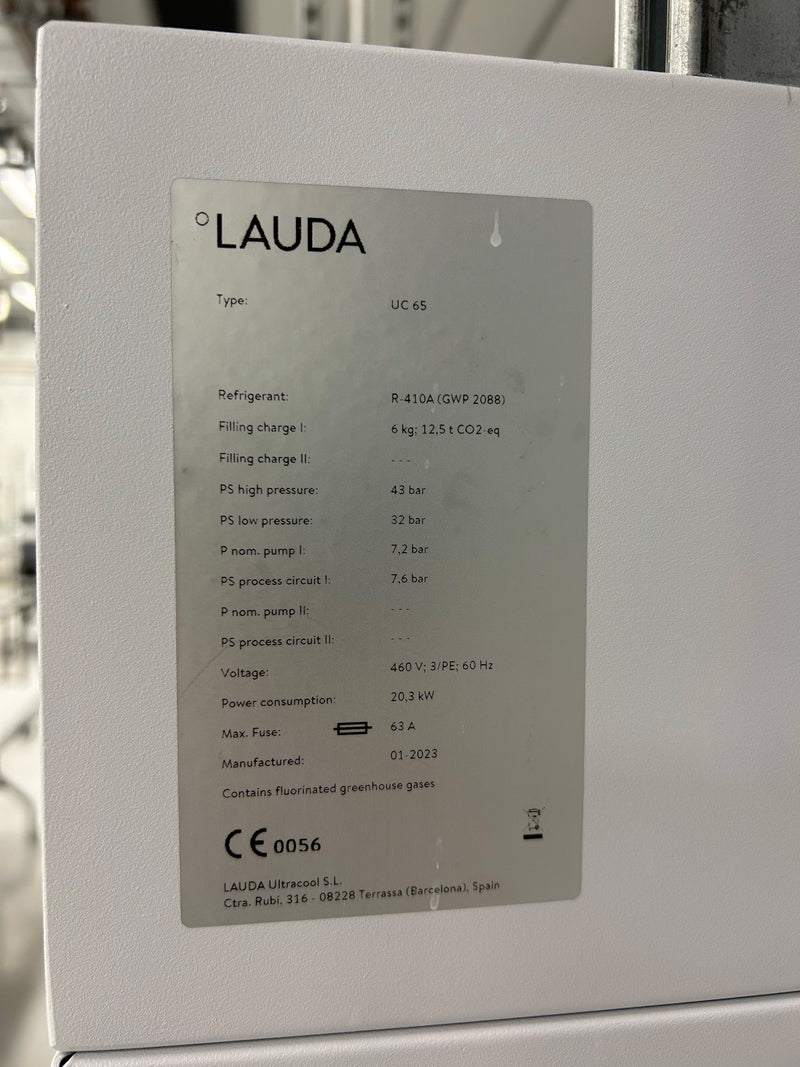 °LAUDA
Type: UC 65
Refrigerant: R-410A (GWP 2088)
Filling charge I: 6 kg; 12,5 t CO2-eq
Filling charge II: - - -
PS high pressure: 43 bar
PS low pressure: 32 bar
P nom. pump I: 7,2 bar
PS process circuit I: 7,6 bar
P nom. pump II: - - -
PS process circuit II: - - -
Voltage: 460 V; 3/PE; 60 Hz
Power consumption: 20,3 kW
Max. Fuse: 63 A
Manufactured: 01-2023
Contains fluorinated greenhouse gases
CE 0056
LAUDA Ultracool S.L.
Ctra. Rubí, 316 - 08228 Terrassa (Barcelona), Spain